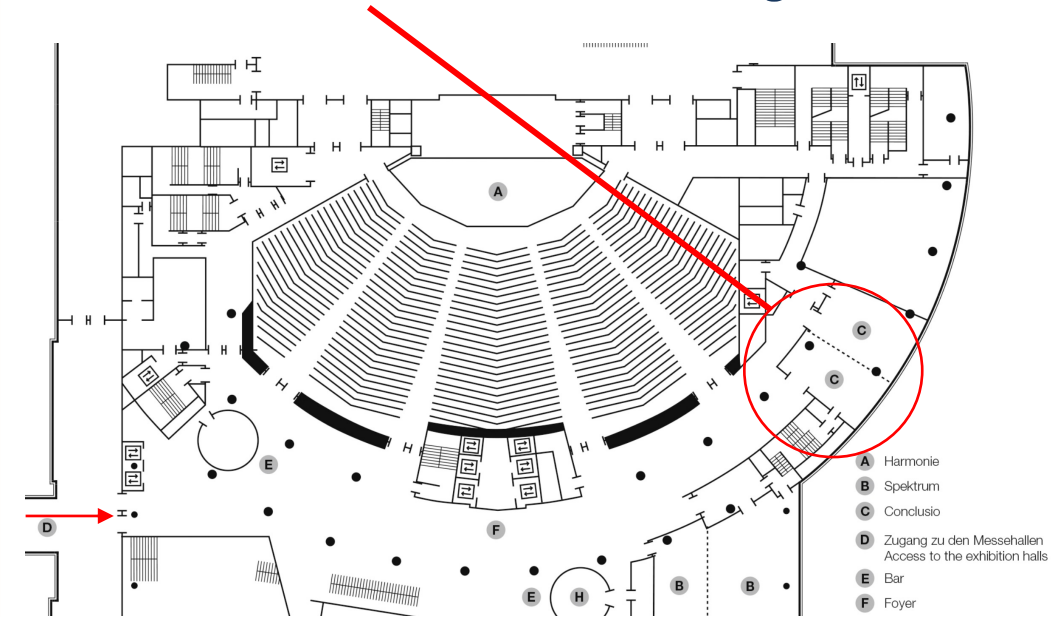 A
C
C
E
D
F
E
H
B
B
A Harmonie
B Spektrum
C Conclusio
D Zugang zu den Messehallen
Access to the exhibition halls
E Bar
F Foyer